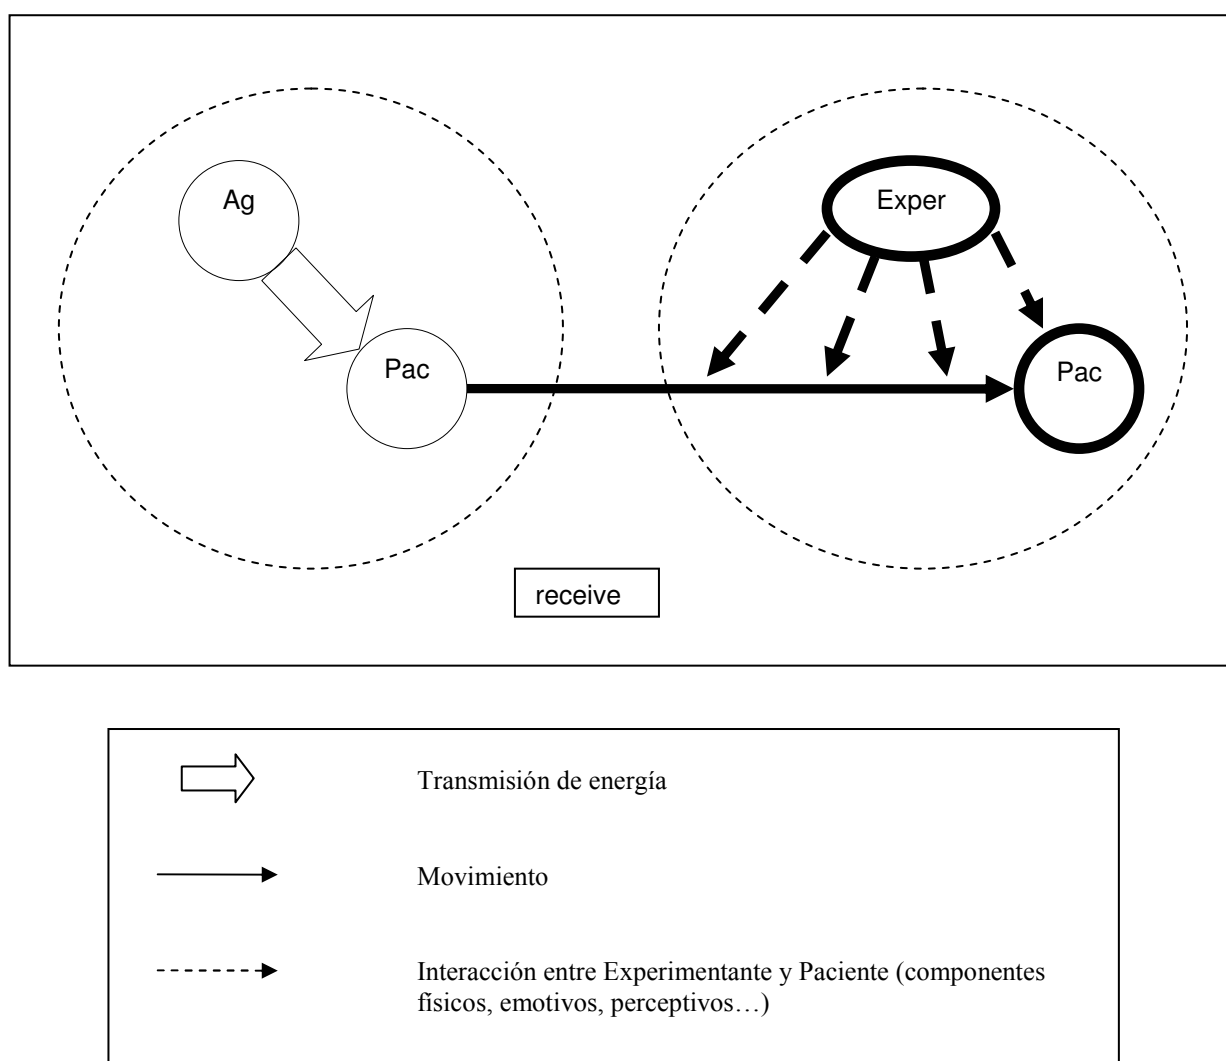 Ag
Exper
Pac
Pac
receive
Transmisión de energía
Movimiento
Interacción entre Experimentante y Paciente (componentes
físicos, emotivos, perceptivos…)